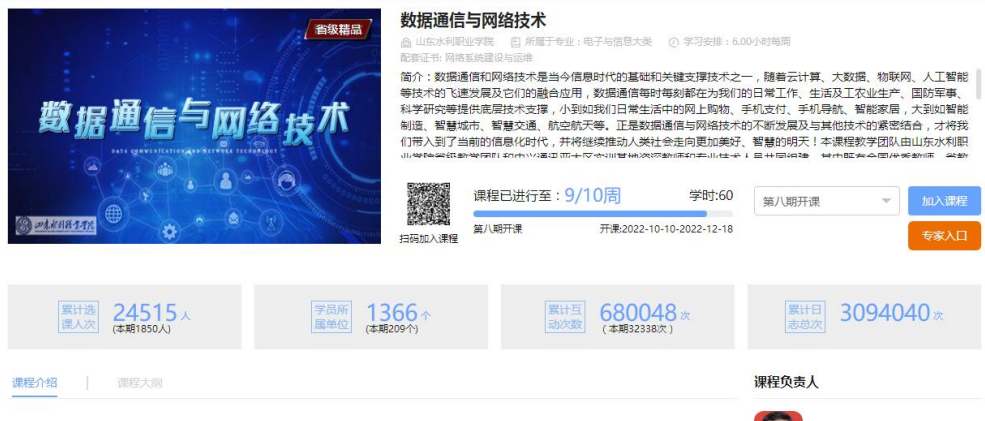 省级精品
数据通信与网络技术
DATA COMMUNICATION AND NETWORK TECHNOLOGY
数据通信与网络技术
山东水利职业学院 所属于专业：电子与信息大类 学习安排：6.00小时每周
配套证书: 网络系统建设与运维
简介：数据通信和网络技术是当今信息时代的基础和关键支撑技术之一，随着云计算、大数据、物联网、人工智能
等技术的飞速发展及它们的融合应用，数据通信每时每刻都在为我们的日常工作、生活及工农业生产、国防军事、
科学研究等提供底层技术支撑，小到如我们日常生活中的网上购物、手机支付、手机导航、智能家居，大到如智能
制造、智慧城市、智慧交通、航空航天等。正是数据通信与网络技术的不断发展及与其他技术的紧密结合，才将我
们带入到了当前的信息化时代，并将继续推动人类社会走向更加美好、智慧的明天！本课程教学团队由山东水利职
扫码加入课程
课程已进行至：9/10周 学时:60
第八期开课 开课:2022-10-10-2022-12-18
第八期开课
加入课程
专家入口
累计选
课人次
24515人
(本期1850人)
学员所
属单位
1366个
(本期209个)
累计互
动次数
680048次
(本期32338次)
累计日
志总次
3094040次
课程介绍 | 课程大纲
课程负责人